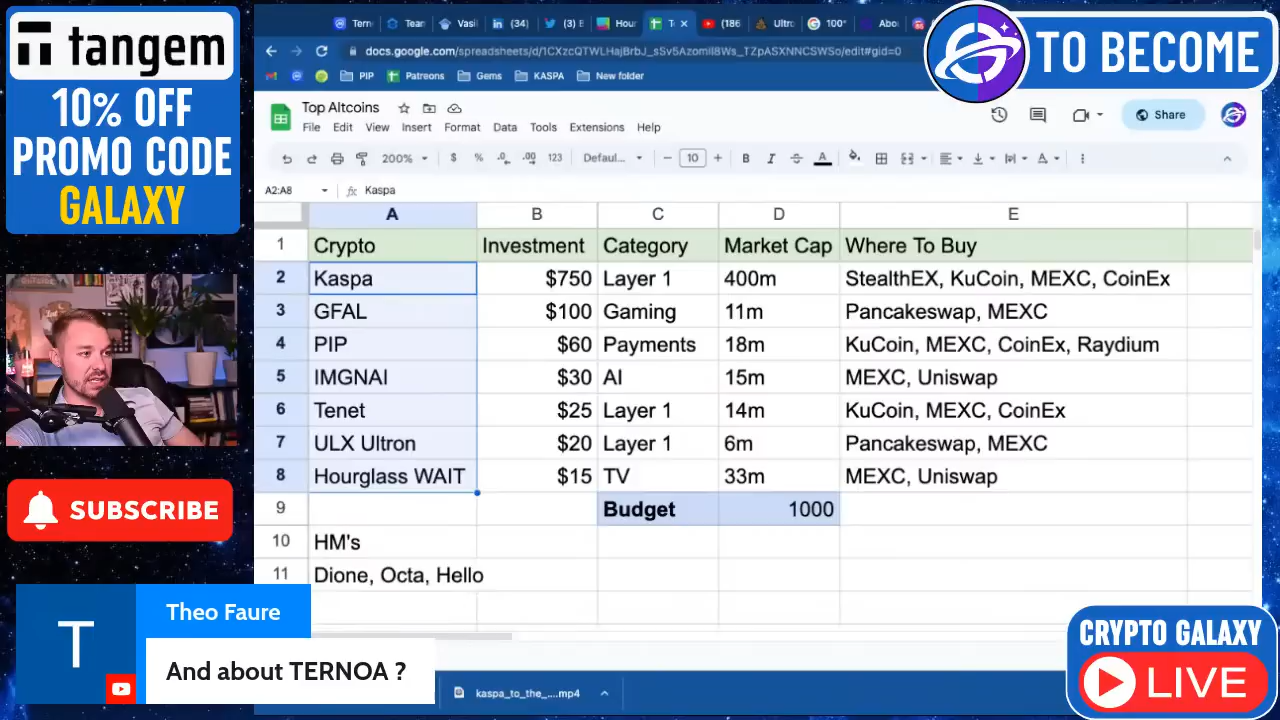 tangem
10% OFF
PROMO CODE
GALAXY
SUBSCRIBE
Theo Faure
T
And about TERNOA ?
TO BECOME
docs.google.com/spreadsheets/d/1CXzcQTWLHajBrbJ_sSv5Azomil8Ws_TZpASXNNCSWSo/edit#gid=0
PIP
Patreons
Gems
KASPA
New folder
Top Altcoins
File Edit View Insert Format Data Tools Extensions Help
Share
200% $ % .0 .00 123 Defaul... 10 B I A
A2:A8 fx Kaspa
A B C D E
1 Crypto Investment Category Market Cap Where To Buy
2 Kaspa $750 Layer 1 400m StealthEX, KuCoin, MEXC, CoinEx
3 GFAL $100 Gaming 11m Pancakeswap, MEXC
4 PIP $60 Payments 18m KuCoin, MEXC, CoinEx, Raydium
5 IMGNAI $30 AI 15m MEXC, Uniswap
6 Tenet $25 Layer 1 14m KuCoin, MEXC, CoinEx
7 ULX Ultron $20 Layer 1 6m Pancakeswap, MEXC
8 Hourglass WAIT $15 TV 33m MEXC, Uniswap
9 Budget 1000
10 HM's
11 Dione, Octa, Hello
kaspa_to_the_....mp4
CRYPTO GALAXY
LIVE